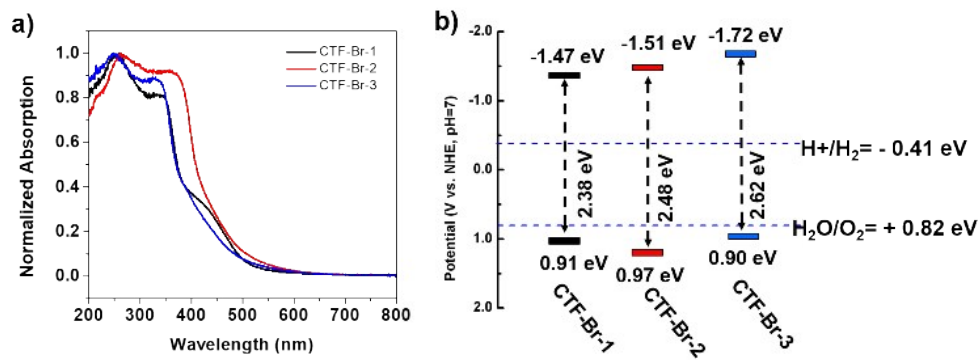 a)
Normalized Absorption
1.0
0.8
0.6
0.4
0.2
0.0
CTF-Br-1
CTF-Br-2
CTF-Br-3
200 300 400 500 600 700 800
Wavelength (nm)
b)
Potential (V vs. NHE, pH=7)
-2.0
-1.0
0.0
1.0
2.0
-1.47 eV
-1.51 eV
-1.72 eV
2.38 eV
2.48 eV
2.62 eV
H+/H₂= - 0.41 eV
H₂O/O₂= + 0.82 eV
0.91 eV
0.97 eV
0.90 eV
CTF-Br-1
CTF-Br-2
CTF-Br-3